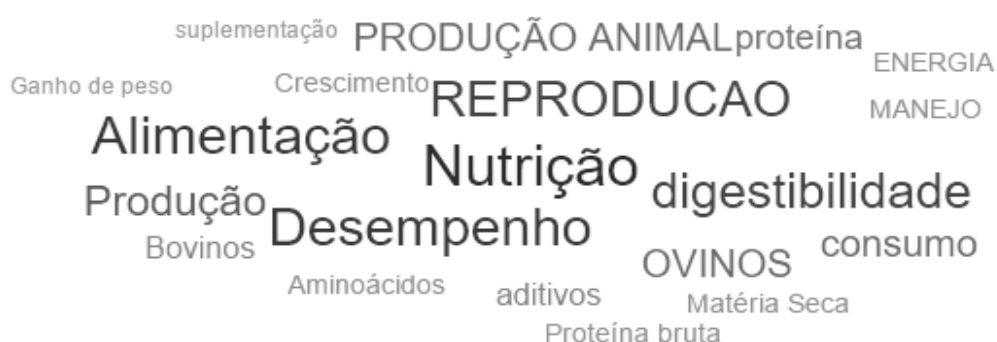 suplementação PRODUÇÃO ANIMAL proteína
ENERGIA
Ganho de peso Crescimento REPRODUCAO MANEJO
Alimentação
Nutrição digestibilidade
Produção Desempenho
Bovinos OVINOS consumo
Aminoácidos aditivos Matéria Seca
Proteína bruta